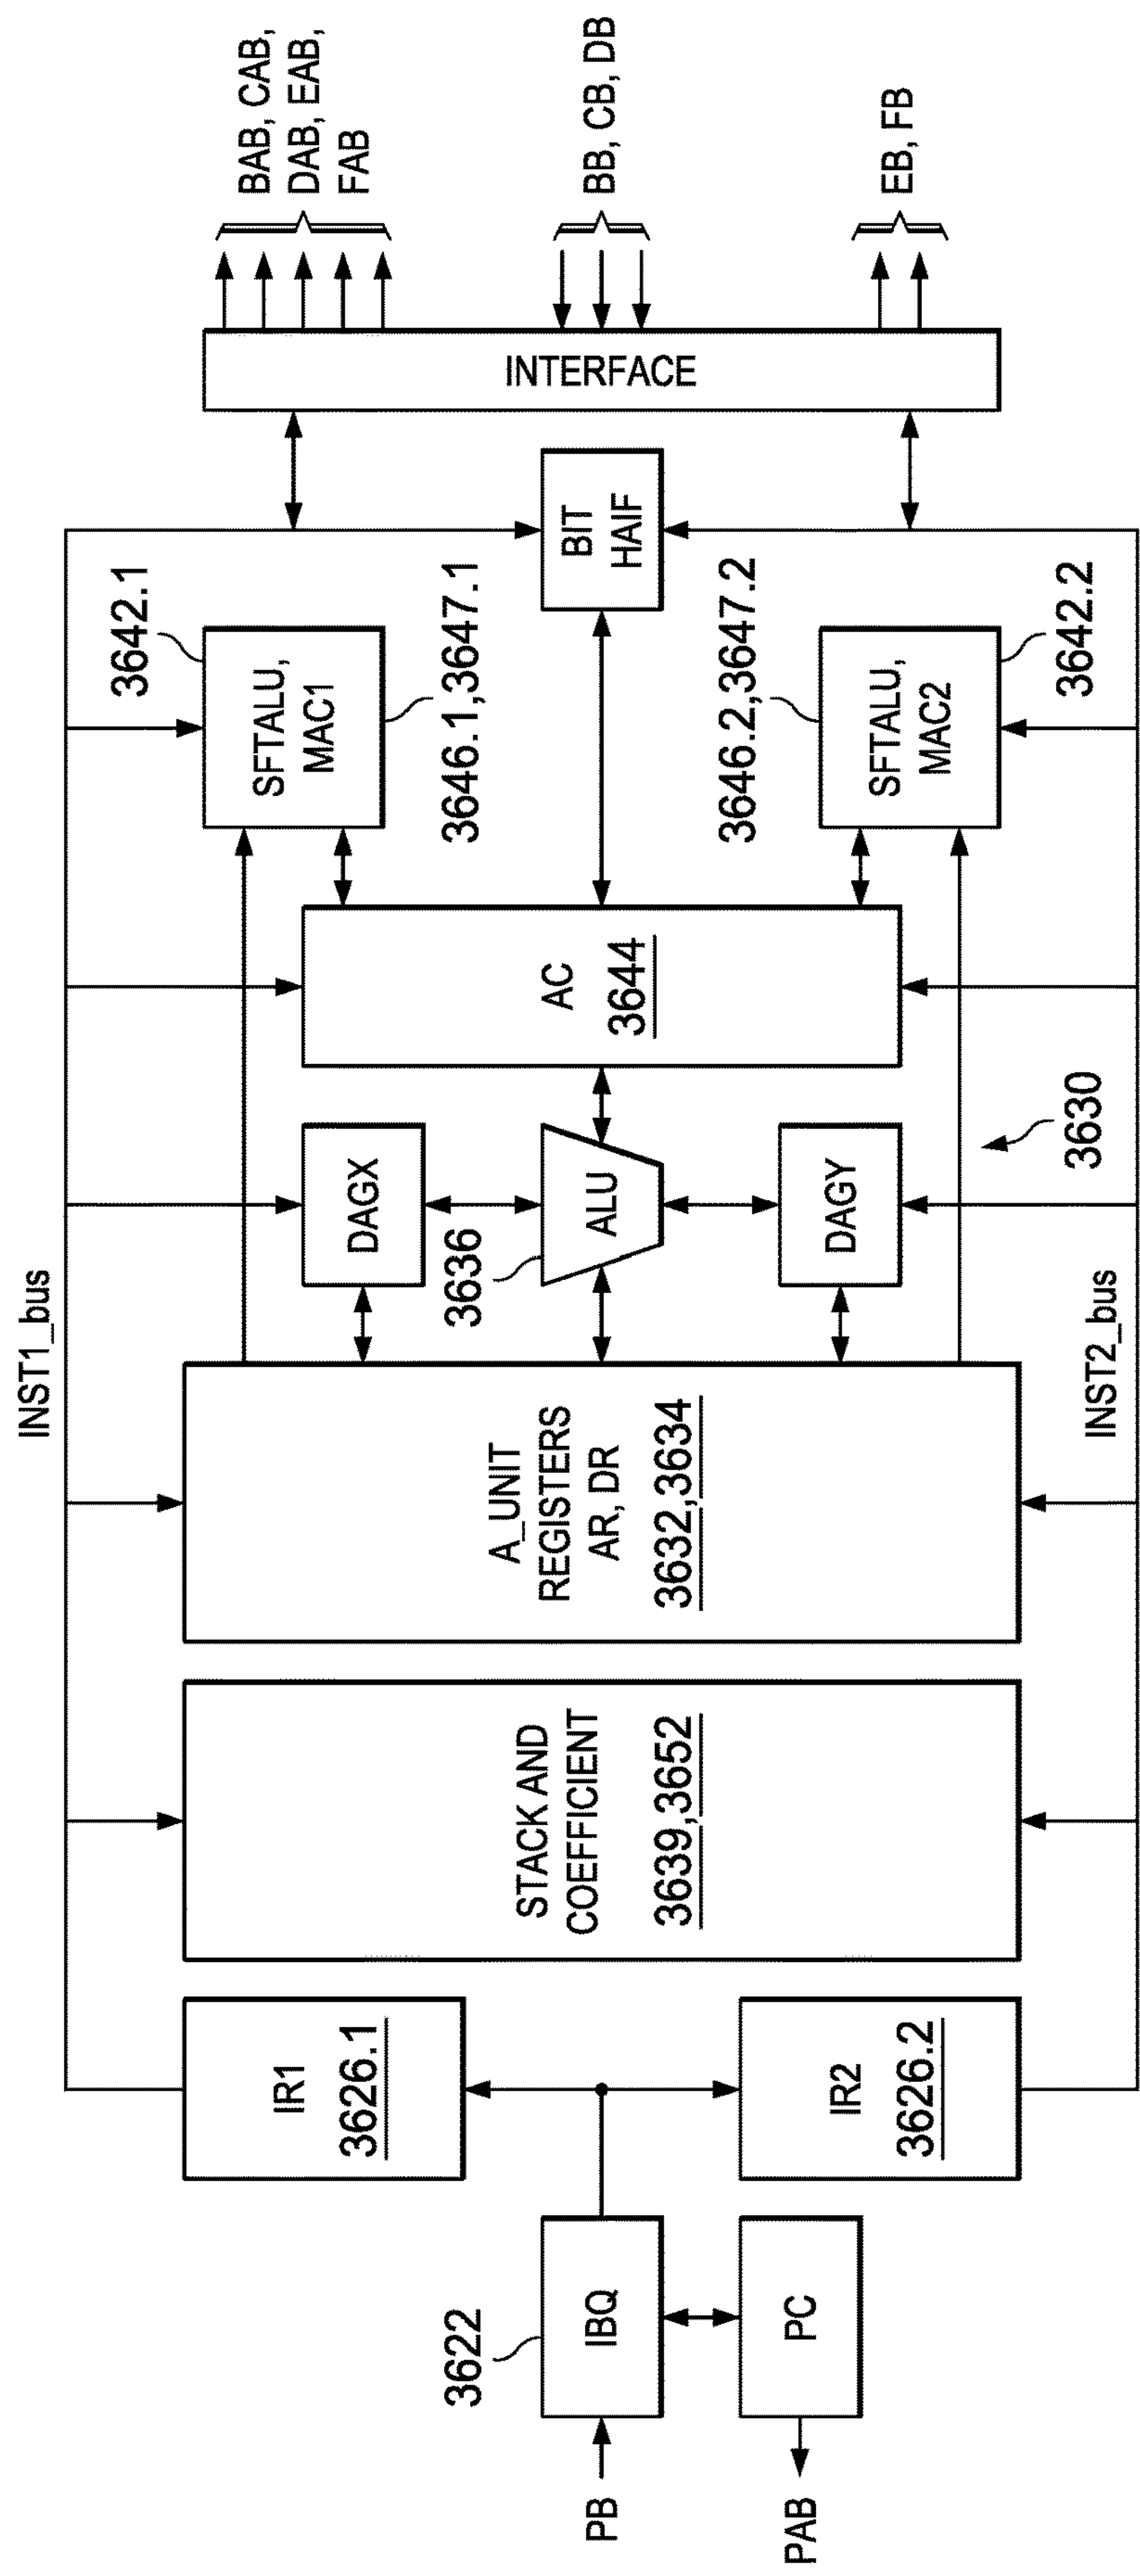 INST1_bus
PB
PAB
3622
IBQ
PC
IR1
3626.1
IR2
3626.2
STACK AND
COEFFICIENT
3639,3652
A_UNIT
REGISTERS
AR, DR
3632,3634
DAGX
3636
ALU
DAGY
3630
AC
3644
3642.1
SFTALU,
MAC1
3646.1,3647.1
3646.2,3647.2
SFTALU,
MAC2
3642.2
BIT
HAIF
INTERFACE
BAB, CAB,
DAB, EAB,
FAB
BB, CB, DB
EB, FB
INST2_bus